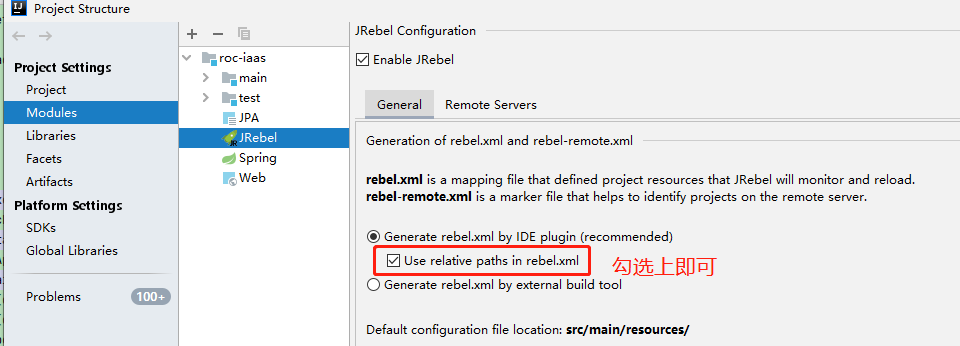 IJ
Project Structure
Project Settings
Project
Modules
Libraries
Facets
Artifacts
Platform Settings
SDKs
Global Libraries
Problems
100+
roc-iaas
main
test
JPA
JR
JRebel
Spring
Web
JRebel Configuration
Enable JRebel
General
Remote Servers
Generation of rebel.xml and rebel-remote.xml
rebel.xml is a mapping file that defined project resources that JRebel will monitor and reload.
rebel-remote.xml is a marker file that helps to identify projects on the remote server.
Generate rebel.xml by IDE plugin (recommended)
Use relative paths in rebel.xml
勾选上即可
Generate rebel.xml by external build tool
Default configuration file location: src/main/resources/